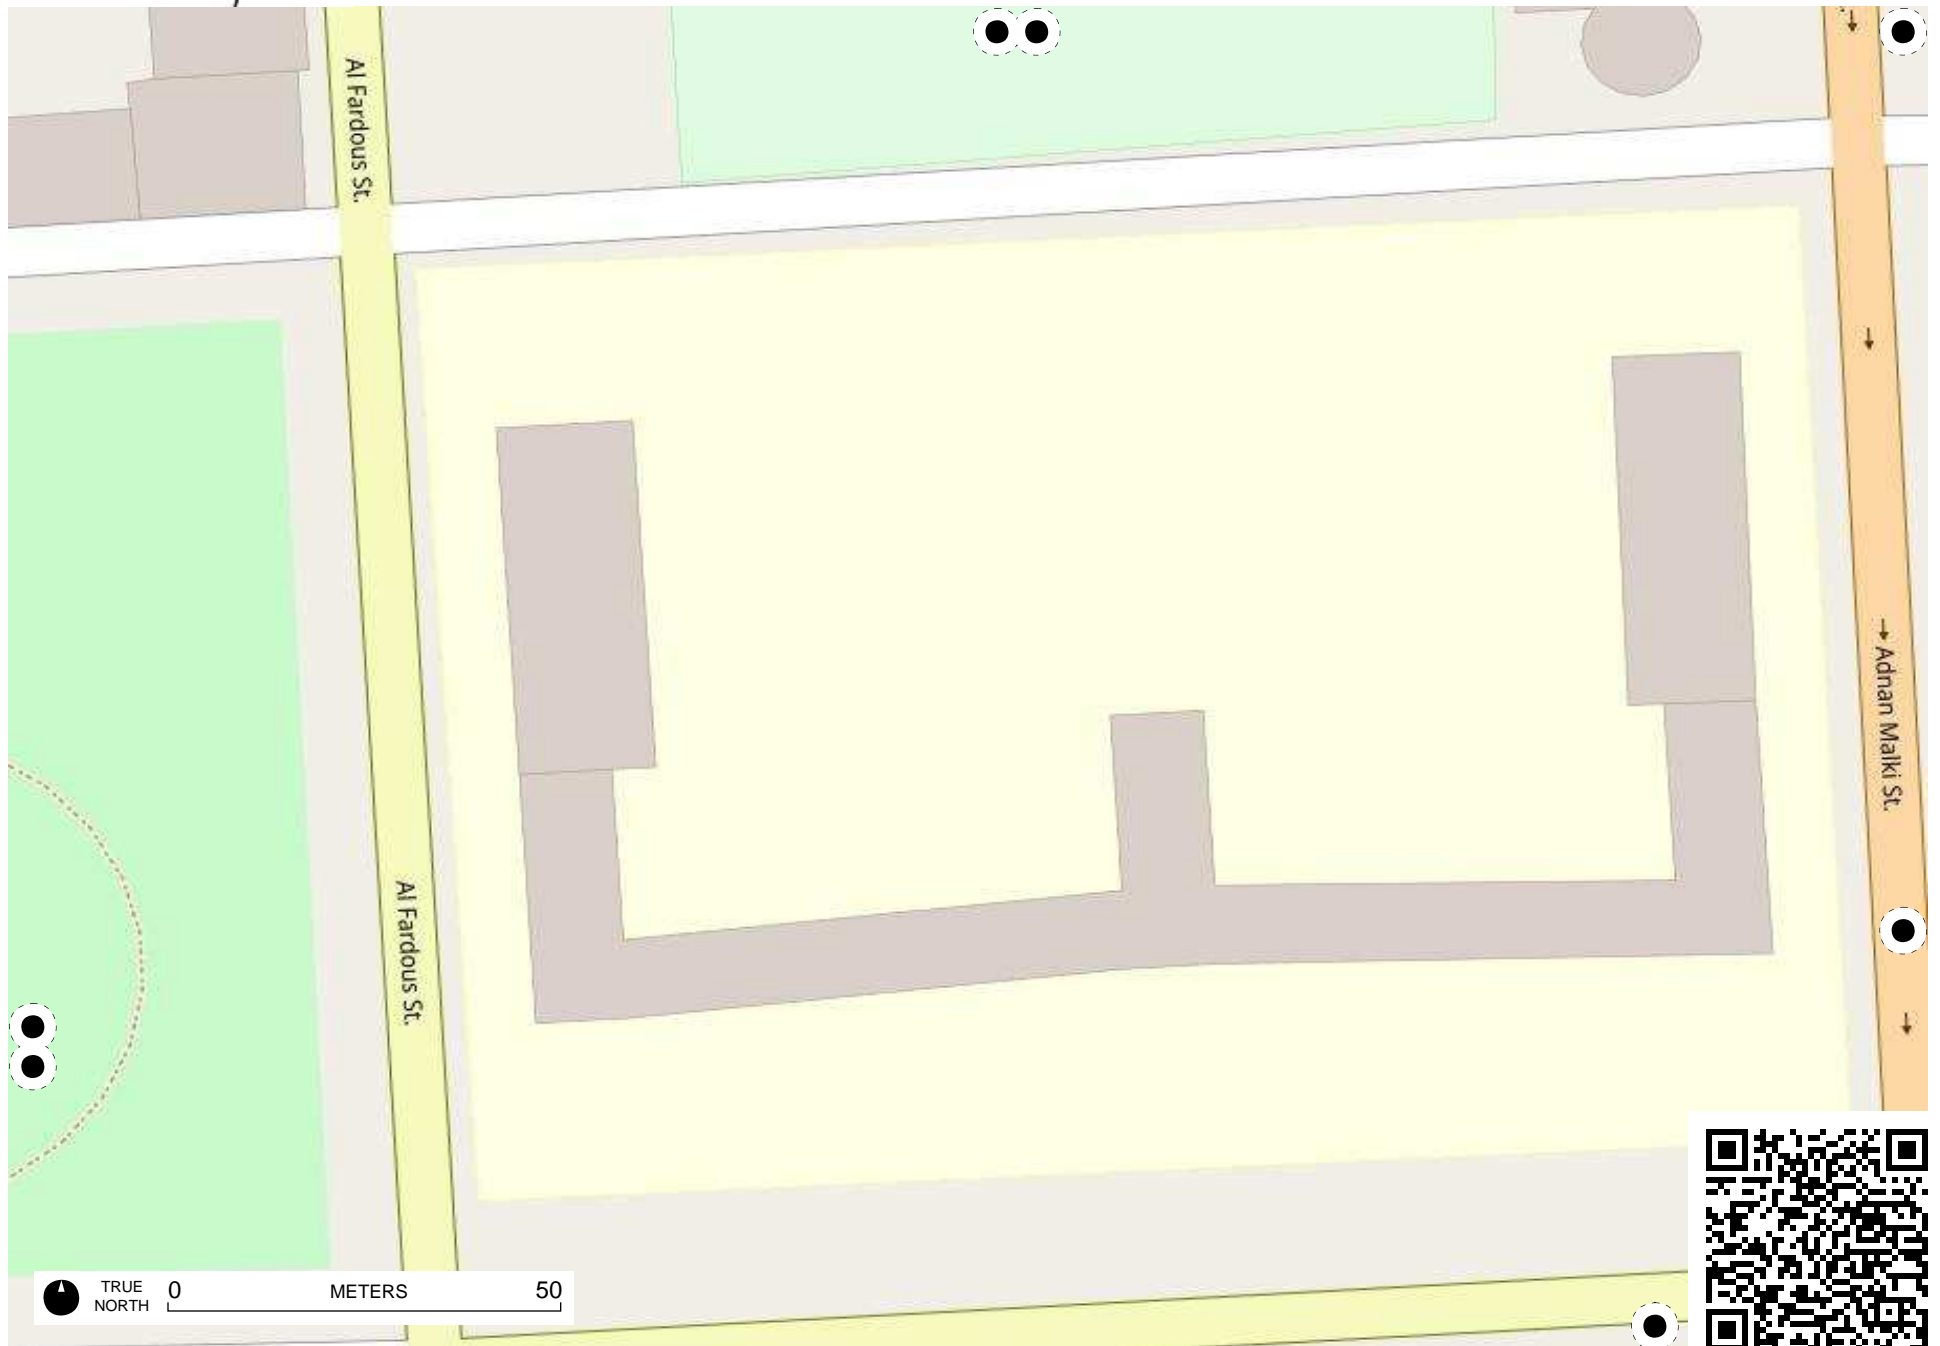 Al Fardous St.
Adnan Malki St.
Al Fardous St.
TRUE
NORTH
0 METERS 50